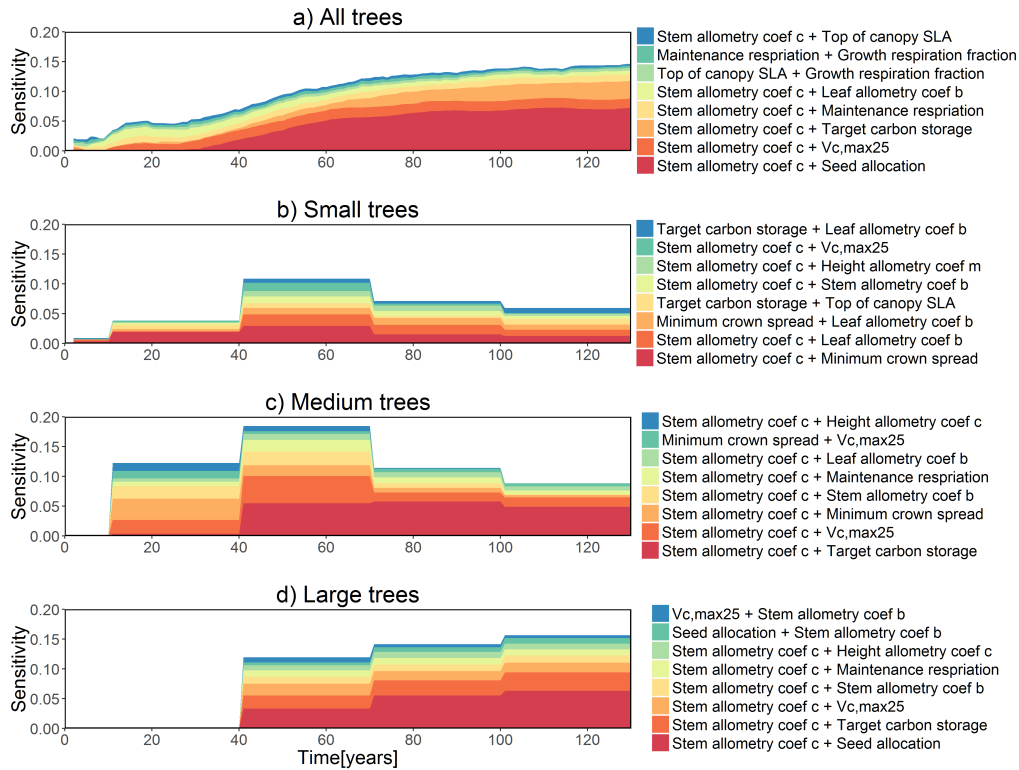 a) All trees
Sensitivity
0.20
0.15
0.10
0.05
0.00
0 20 40 60 80 100 120
Stem allometry coef c + Top of canopy SLA
Maintenance respriation + Growth respiration fraction
Top of canopy SLA + Growth respiration fraction
Stem allometry coef c + Leaf allometry coef b
Stem allometry coef c + Maintenance respriation
Stem allometry coef c + Target carbon storage
Stem allometry coef c + Vc,max25
Stem allometry coef c + Seed allocation
b) Small trees
Sensitivity
0.20
0.15
0.10
0.05
0.00
0 20 40 60 80 100 120
Target carbon storage + Leaf allometry coef b
Stem allometry coef c + Vc,max25
Stem allometry coef c + Height allometry coef m
Stem allometry coef c + Stem allometry coef b
Target carbon storage + Top of canopy SLA
Minimum crown spread + Leaf allometry coef b
Stem allometry coef c + Leaf allometry coef b
Stem allometry coef c + Minimum crown spread
c) Medium trees
Sensitivity
0.20
0.15
0.10
0.05
0.00
0 20 40 60 80 100 120
Stem allometry coef c + Height allometry coef c
Minimum crown spread + Vc,max25
Stem allometry coef c + Leaf allometry coef b
Stem allometry coef c + Maintenance respriation
Stem allometry coef c + Stem allometry coef b
Stem allometry coef c + Minimum crown spread
Stem allometry coef c + Vc,max25
Stem allometry coef c + Target carbon storage
d) Large trees
Sensitivity
0.20
0.15
0.10
0.05
0.00
0 20 40 60 80 100 120
Time[years]
Vc,max25 + Stem allometry coef b
Seed allocation + Stem allometry coef b
Stem allometry coef c + Height allometry coef c
Stem allometry coef c + Maintenance respriation
Stem allometry coef c + Stem allometry coef b
Stem allometry coef c + Vc,max25
Stem allometry coef c + Target carbon storage
Stem allometry coef c + Seed allocation